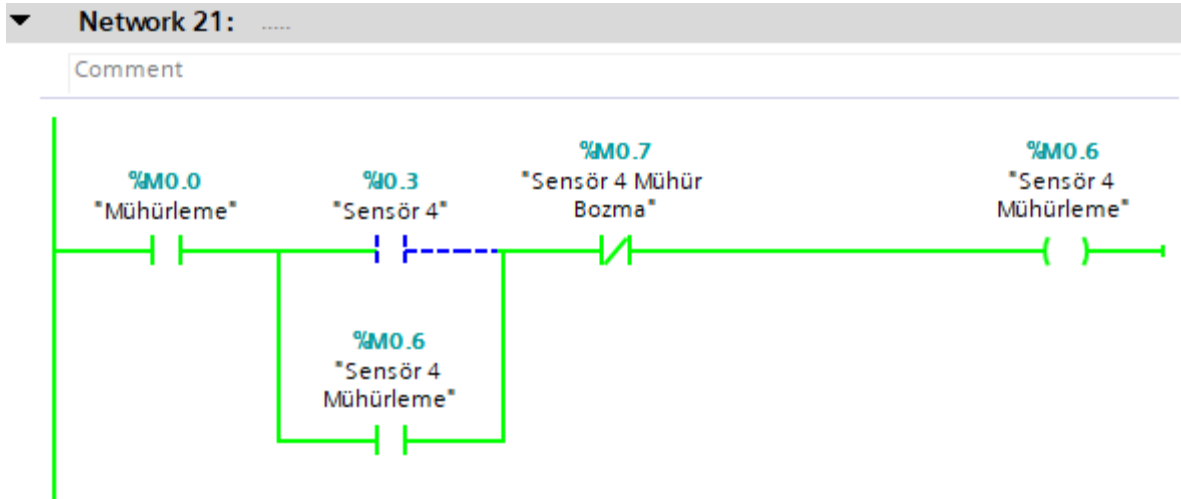 Network 21: .....
Comment
%M0.0
"Mühürleme"
%I0.3
"Sensör 4"
%M0.7
"Sensör 4 Mühür
Bozma"
%M0.6
"Sensör 4
Mühürleme"
%M0.6
"Sensör 4
Mühürleme"